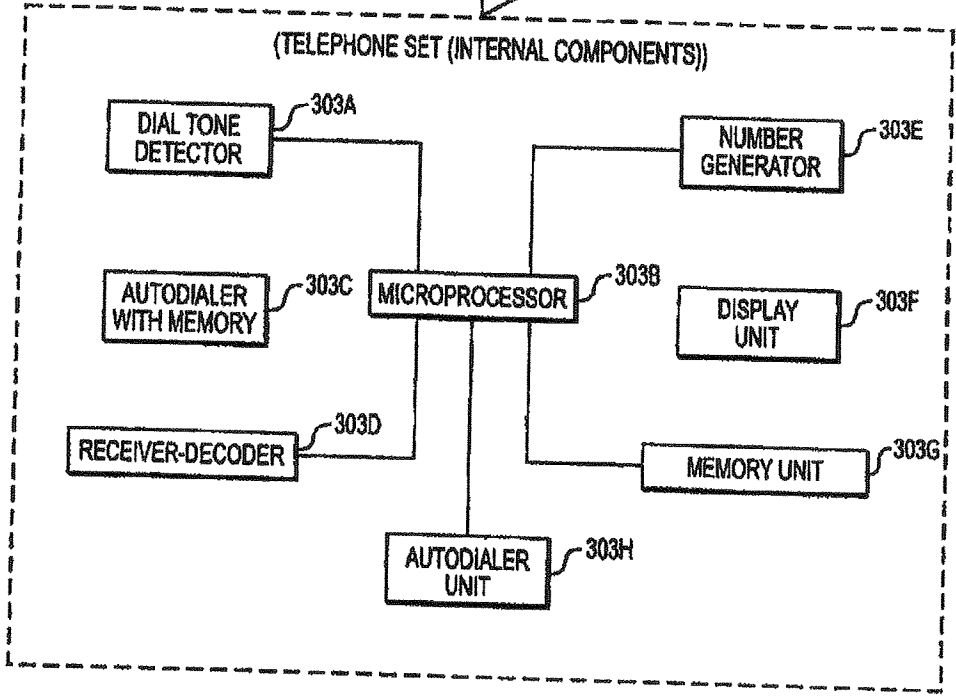 (TELEPHONE SET (INTERNAL COMPONENTS))
303A
DIAL TONE
DETECTOR
303E
NUMBER
GENERATOR
303C
AUTODIALER
WITH MEMORY
303B
MICROPROCESSOR
303F
DISPLAY
UNIT
303D
RECEIVER-DECODER
303G
MEMORY UNIT
303H
AUTODIALER
UNIT